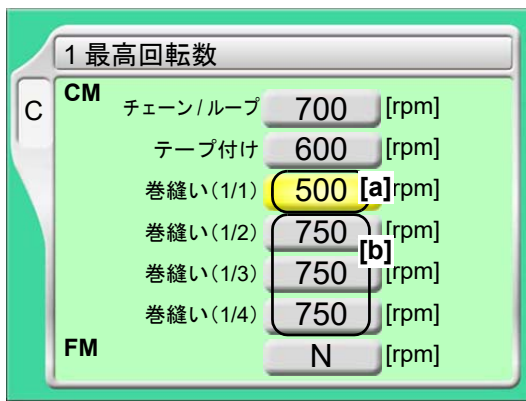 1 最高回転数
C
CM
チェーン/ループ 700 [rpm]
テープ付け 600 [rpm]
巻縫い(1/1) 500 [a] rpm]
巻縫い(1/2) 750 [rpm]
[b]
巻縫い(1/3) 750 [rpm]
巻縫い(1/4) 750 [rpm]
FM N [rpm]